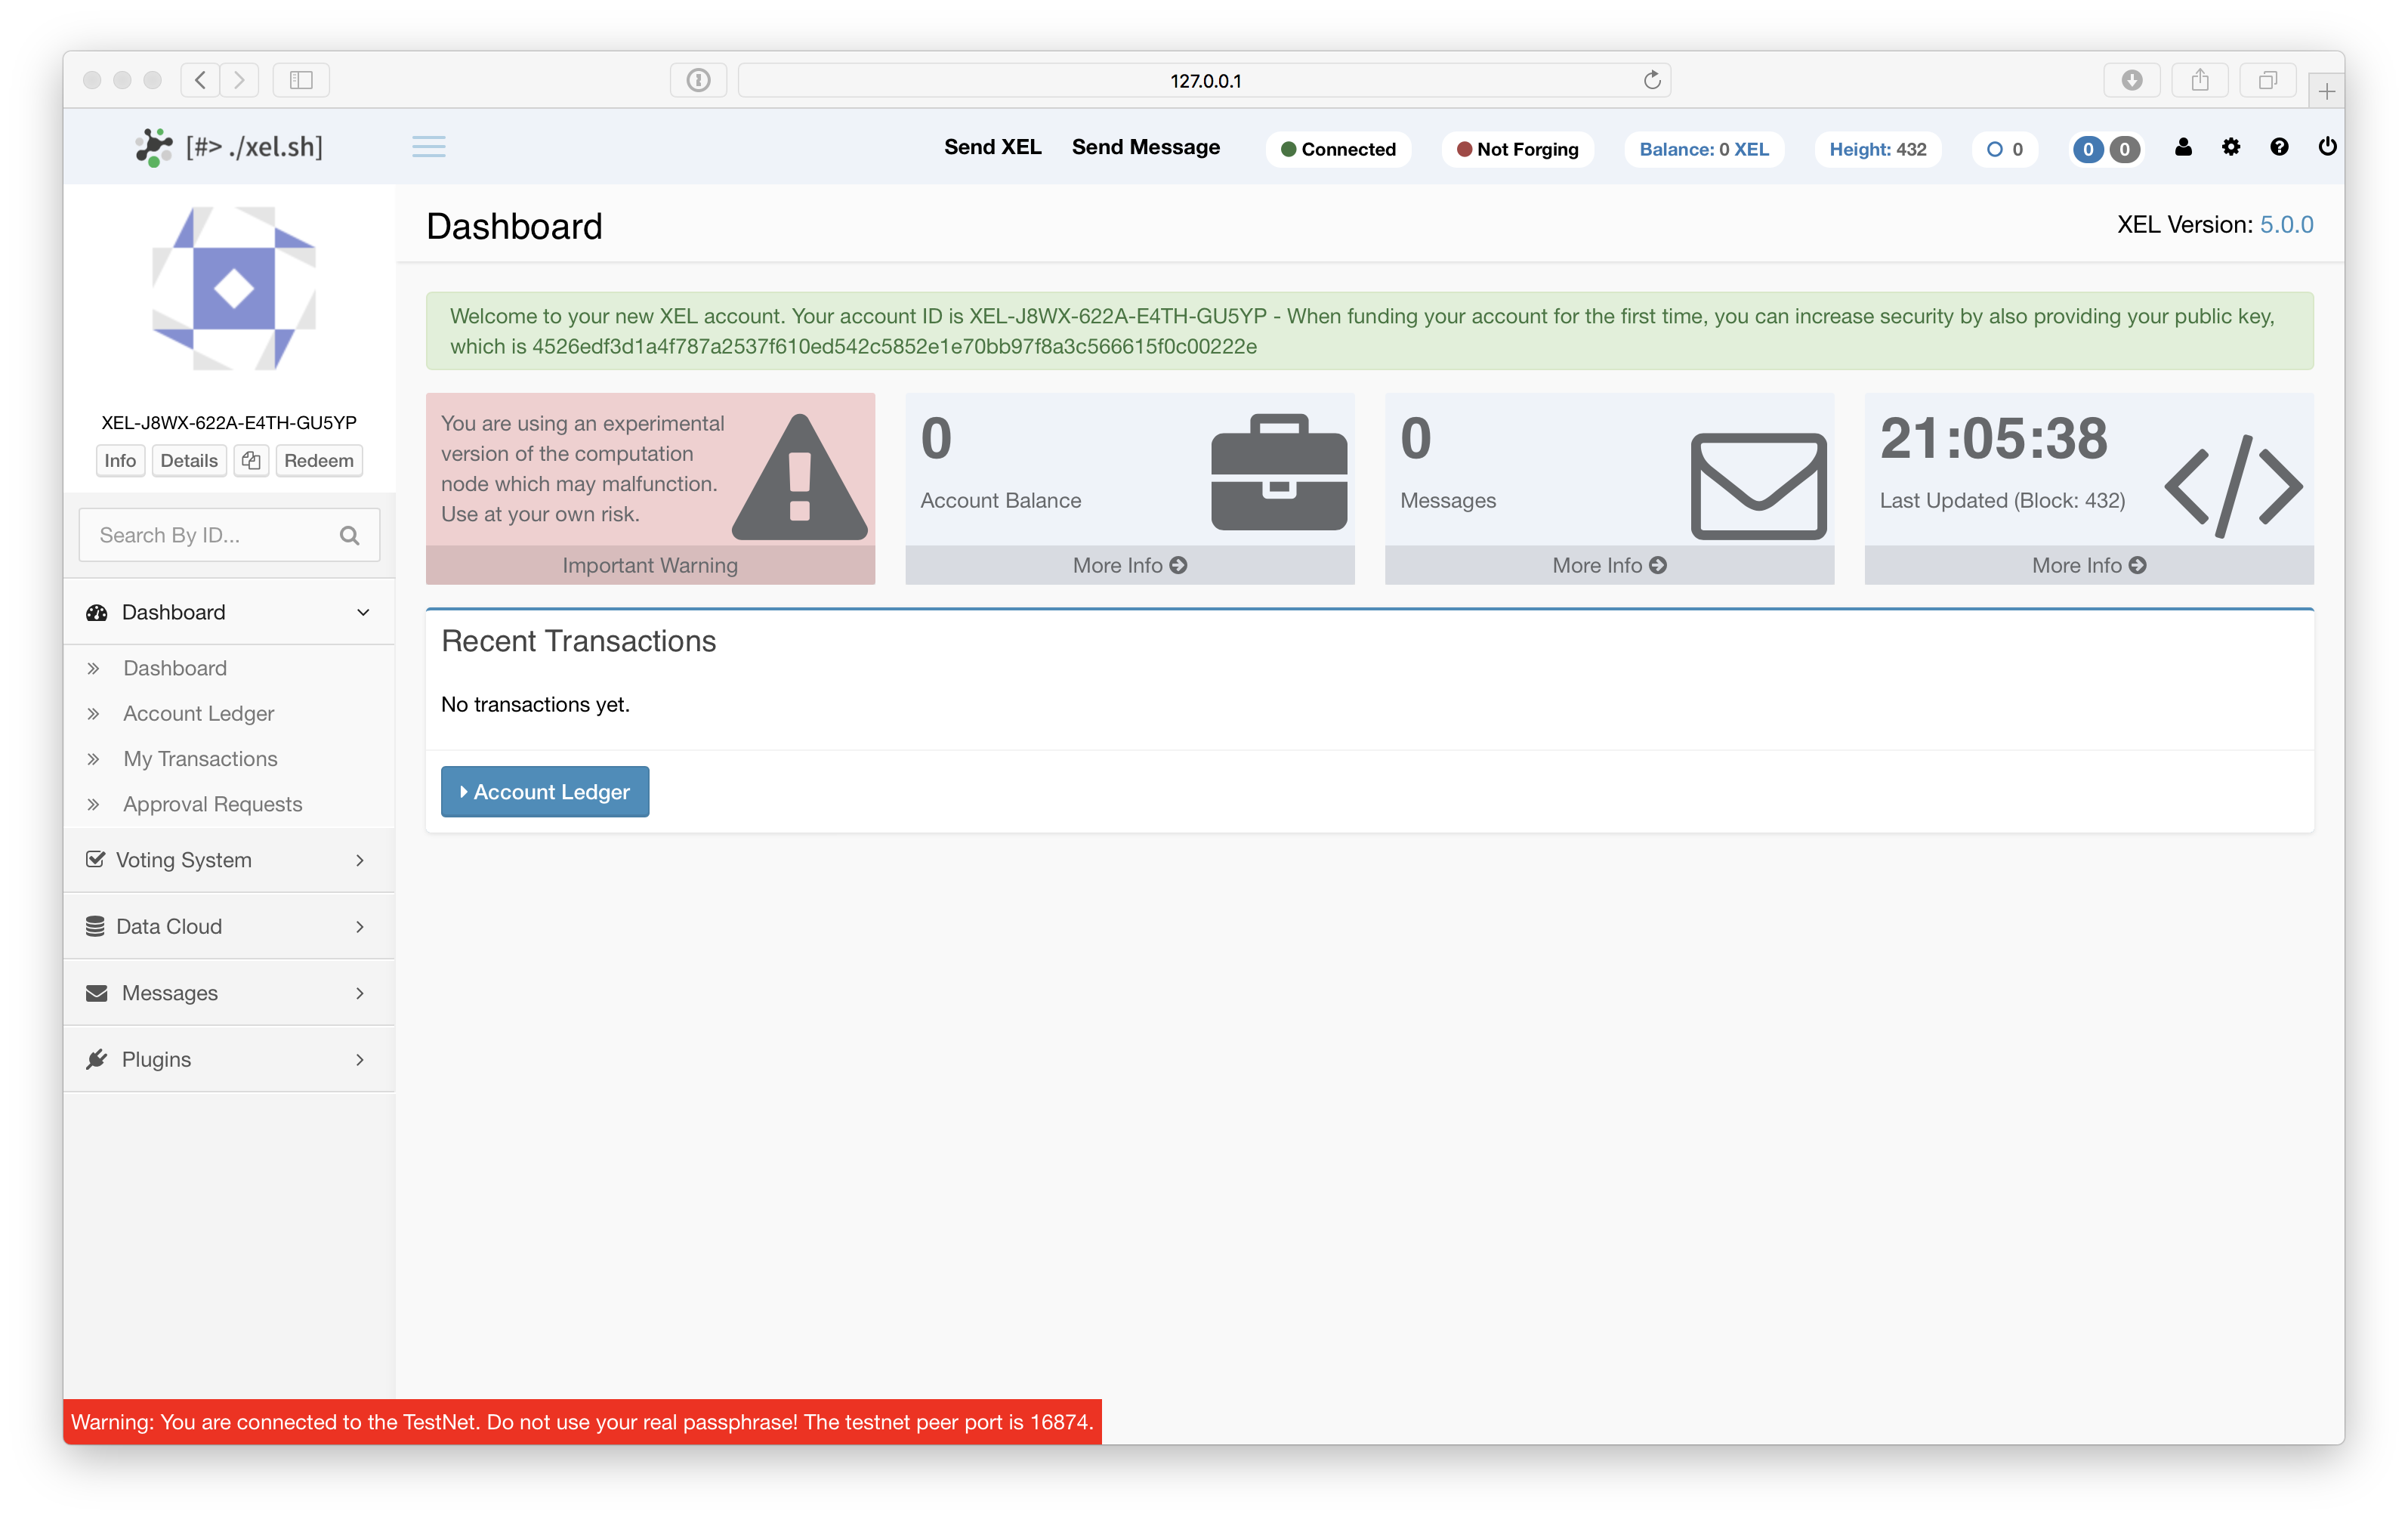 127.0.0.1
[#> ./xel.sh]
Send XEL Send Message Connected Not Forging Balance: 0 XEL Height: 432 0 0 0
Dashboard
XEL Version: 5.0.0
XEL-J8WX-622A-E4TH-GU5YP
Info Details Redeem
Search By ID...
Dashboard
Dashboard
Account Ledger
My Transactions
Approval Requests
Voting System
Data Cloud
Messages
Plugins
Welcome to your new XEL account. Your account ID is XEL-J8WX-622A-E4TH-GU5YP - When funding your account for the first time, you can increase security by also providing your public key,
which is 4526edf3d1a4f787a2537f610ed542c5852e1e70bb97f8a3c566615f0c00222e
You are using an experimental
version of the computation
node which may malfunction.
Use at your own risk.
Important Warning
0
Account Balance
More Info
0
Messages
More Info
21:05:38
Last Updated (Block: 432)
More Info
Recent Transactions
No transactions yet.
Account Ledger
Warning: You are connected to the TestNet. Do not use your real passphrase! The testnet peer port is 16874.